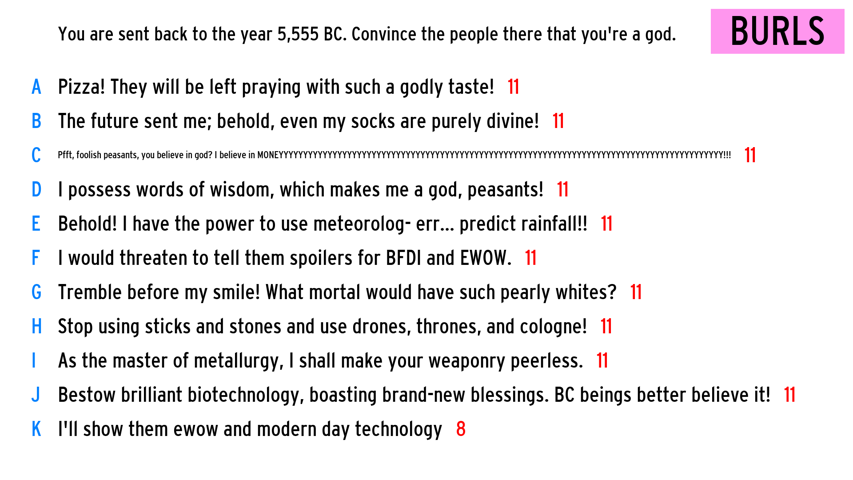 You are sent back to the year 5,555 BC. Convince the people there that you're a god.
BURLS
A Pizza! They will be left praying with such a godly taste! 11
B The future sent me; behold, even my socks are purely divine! 11
C Pfft, foolish peasants, you believe in god? I believe in MONEYYYYYYYYYYYYYYYYYYYYYYYYYYYYYYYYYYYYYYYYYYYYYYYYYYYYYYYYYYYYYYYYYYYYYYYYYYYYYYYYYYYYYYYYYYYY!!! 11
D I possess words of wisdom, which makes me a god, peasants! 11
E Behold! I have the power to use meteorolog- err... predict rainfall!! 11
F I would threaten to tell them spoilers for BFDI and EWOW. 11
G Tremble before my smile! What mortal would have such pearly whites? 11
H Stop using sticks and stones and use drones, thrones, and cologne! 11
I As the master of metallurgy, I shall make your weaponry peerless. 11
J Bestow brilliant biotechnology, boasting brand-new blessings. BC beings better believe it! 11
K I'll show them ewow and modern day technology 8